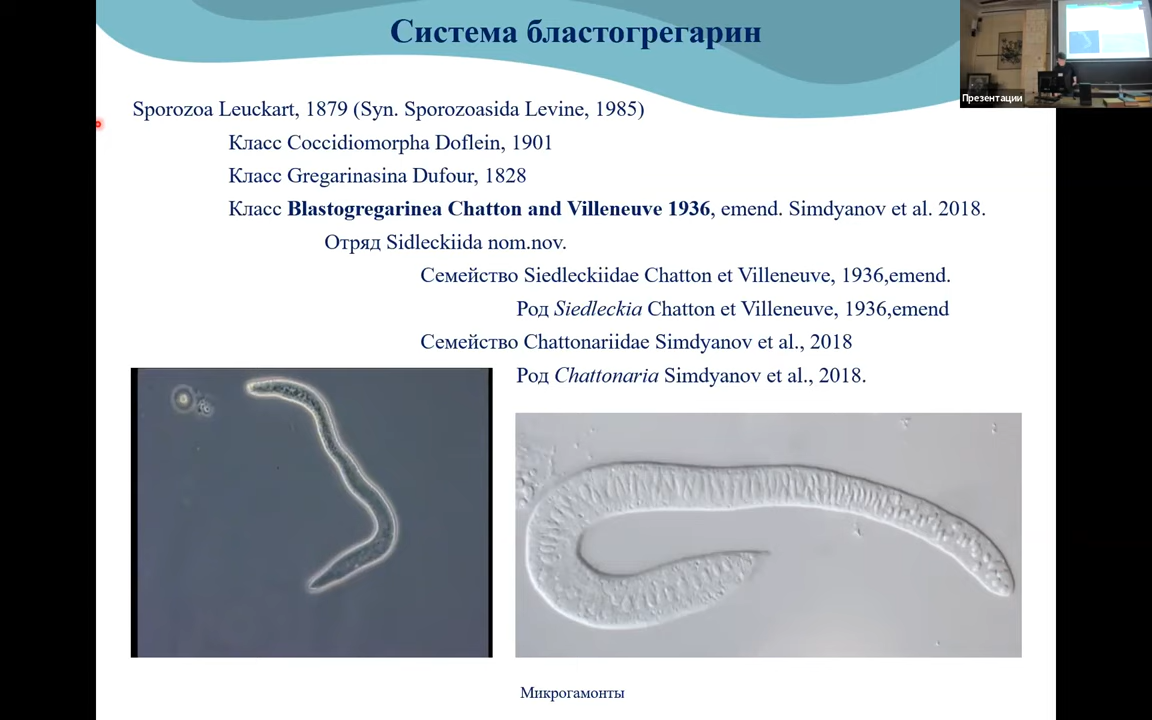 Система бластогрегарин
Презентации
Sporozoa Leuckart, 1879 (Syn. Sporozoasida Levine, 1985)
Класс Coccidiomorpha Doflein, 1901
Класс Gregarinasina Dufour, 1828
Класс Blastogregarinea Chatton and Villeneuve 1936, emend. Simdyanov et al. 2018.
Отряд Sidleckiida nom.nov.
Семейство Siedleckiidae Chatton et Villeneuve, 1936,emend.
Род Siedleckia Chatton et Villeneuve, 1936,emend
Семейство Chattonariidae Simdyanov et al., 2018
Род Chattonaria Simdyanov et al., 2018.
Микрогамонты